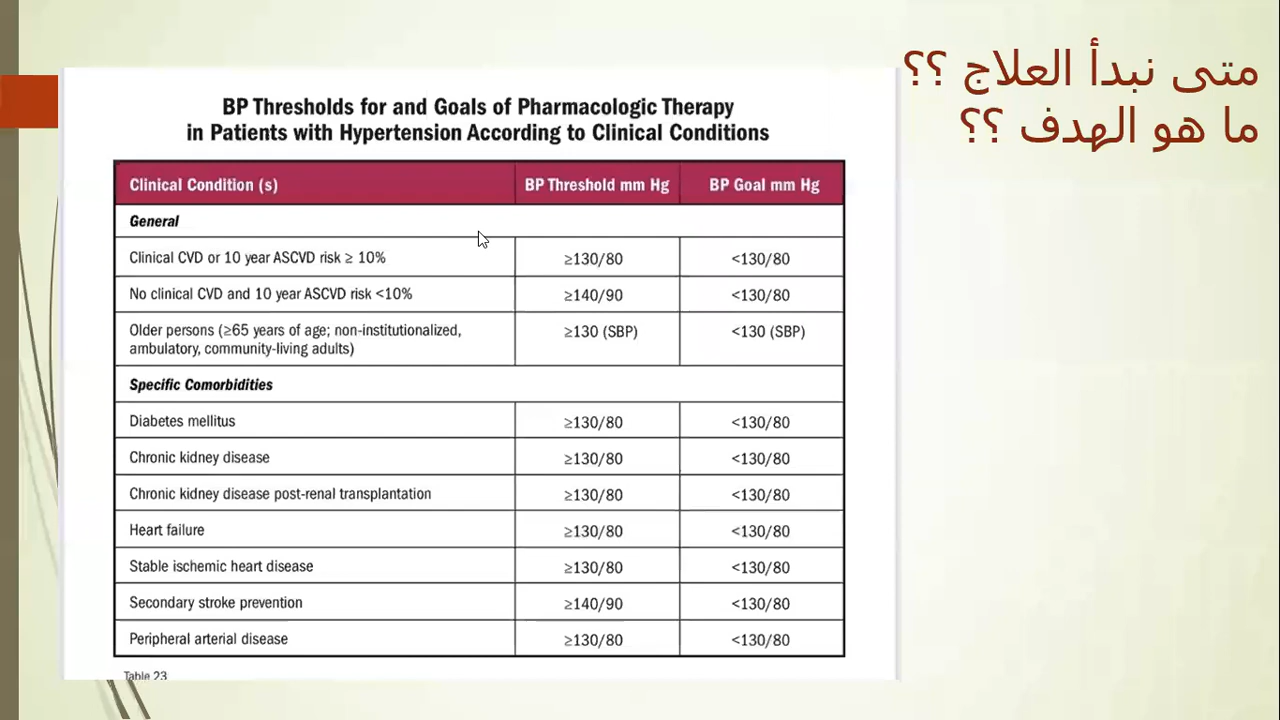 متى نبدأ العلاج ؟؟
ما هو الهدف ؟؟
BP Thresholds for and Goals of Pharmacologic Therapy
in Patients with Hypertension According to Clinical Conditions
Clinical Condition (s) BP Threshold mm Hg BP Goal mm Hg
General
Clinical CVD or 10 year ASCVD risk ≥ 10% ≥130/80 <130/80
No clinical CVD and 10 year ASCVD risk <10% ≥140/90 <130/80
Older persons (≥65 years of age; non-institutionalized, ≥130 (SBP) <130 (SBP)
ambulatory, community-living adults)
Specific Comorbidities
Diabetes mellitus ≥130/80 <130/80
Chronic kidney disease ≥130/80 <130/80
Chronic kidney disease post-renal transplantation ≥130/80 <130/80
Heart failure ≥130/80 <130/80
Stable ischemic heart disease ≥130/80 <130/80
Secondary stroke prevention ≥140/90 <130/80
Peripheral arterial disease ≥130/80 <130/80
Table 23